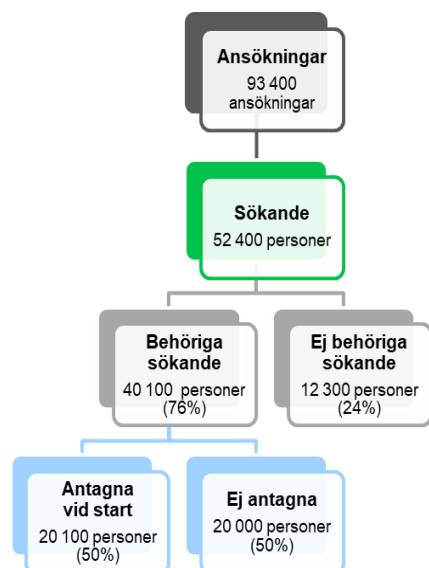 Ansökningar
93 400
ansökningar
Sökande
52 400 personer
Behöriga
sökande
40 100 personer
(76%)
Ej behöriga
sökande
12 300 personer
(24%)
Antagna
vid start
20 100 personer
(50%)
Ej antagna
20 000 personer
(50%)